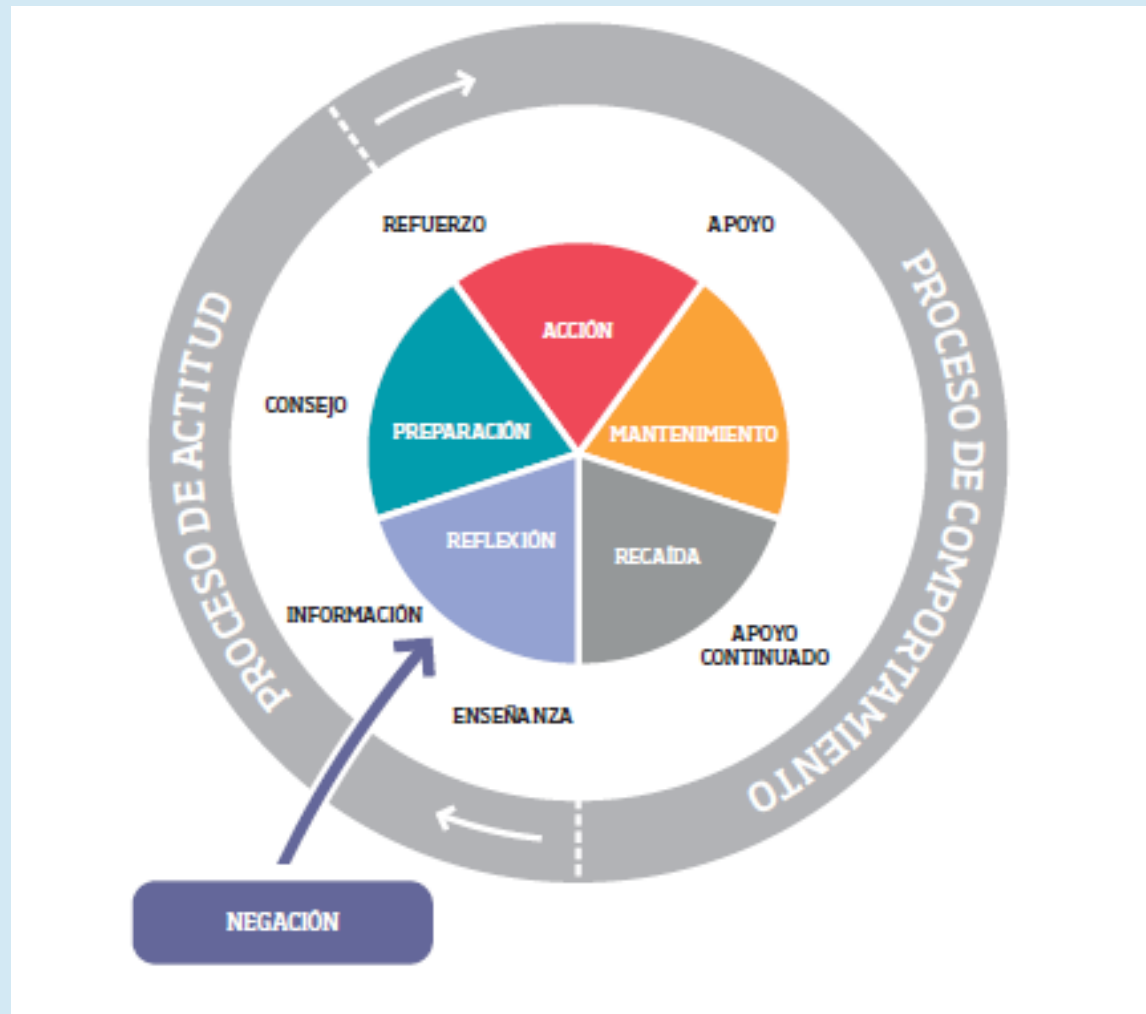 REFUERZO
APOYO
PROCESO DE ACTITUD
PROCESO DE COMPORTAMIENTO
ACCIÓN
CONSEJO
PREPARACIÓN
MANTENIMIENTO
REFLEXIÓN
RECAÍDA
INFORMACIÓN
APOYO
CONTINUADO
ENSEÑANZA
NEGACIÓN